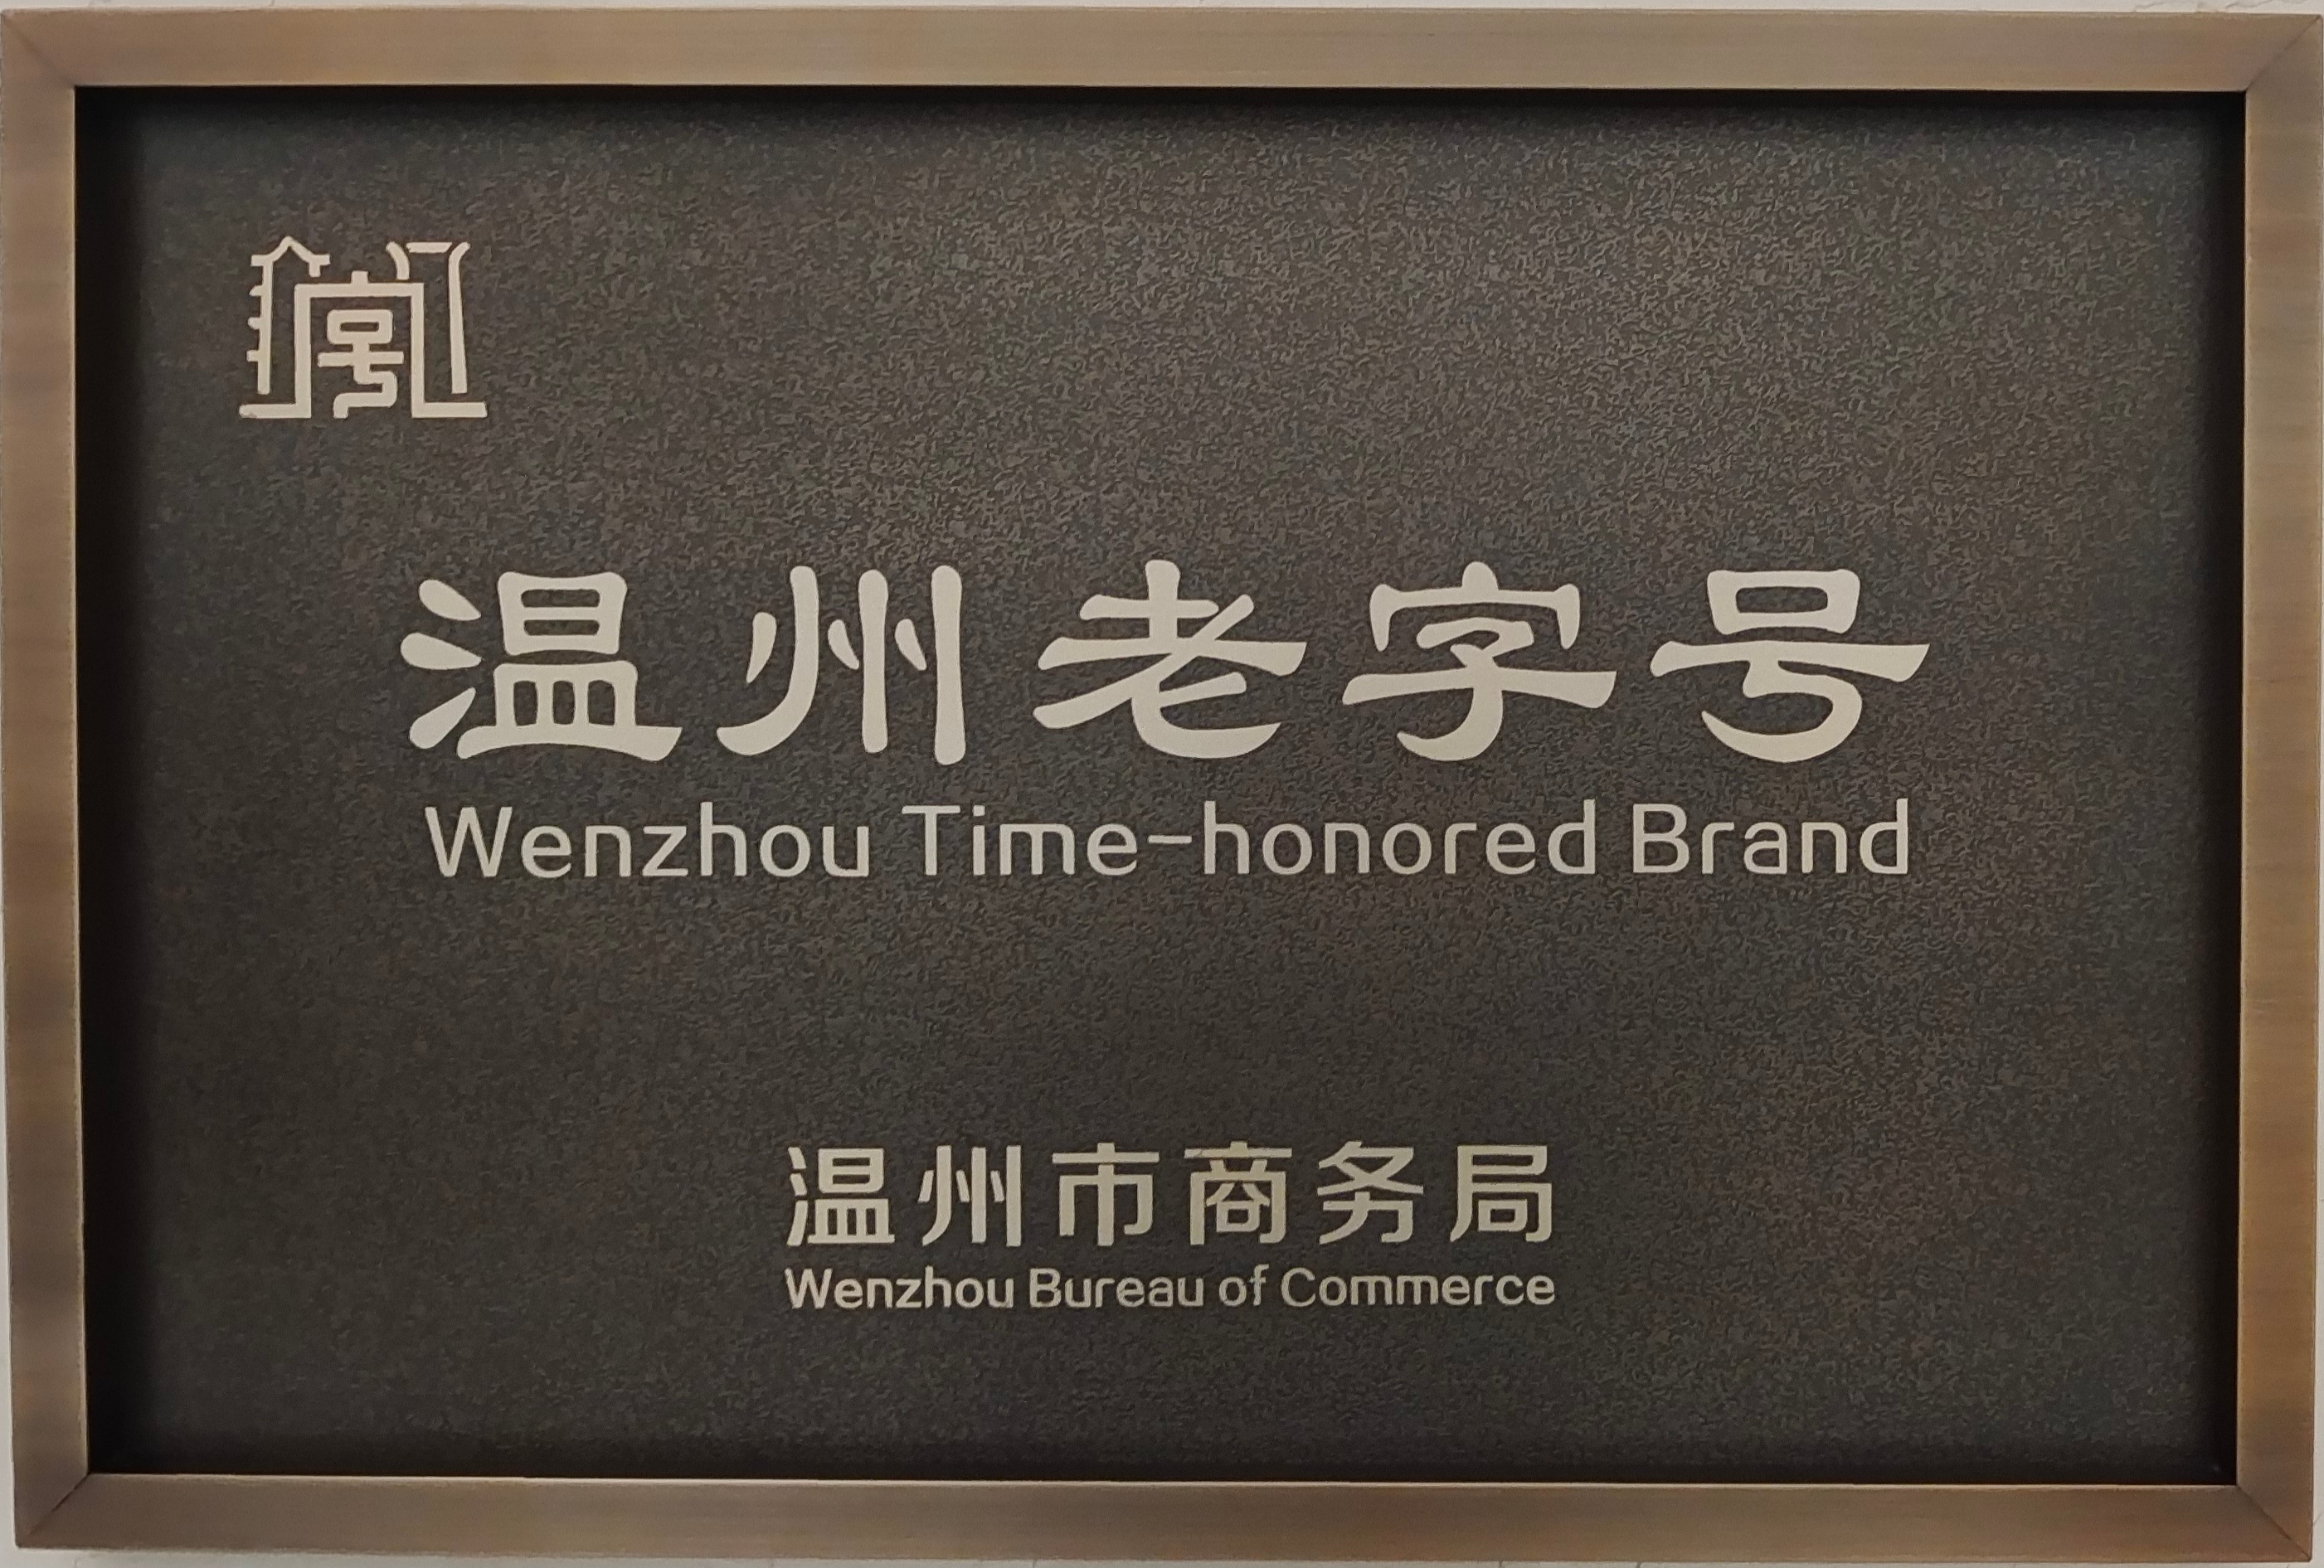 温州老字号
Wenzhou Time-honored Brand
温州市商务局
Wenzhou Bureau of Commerce